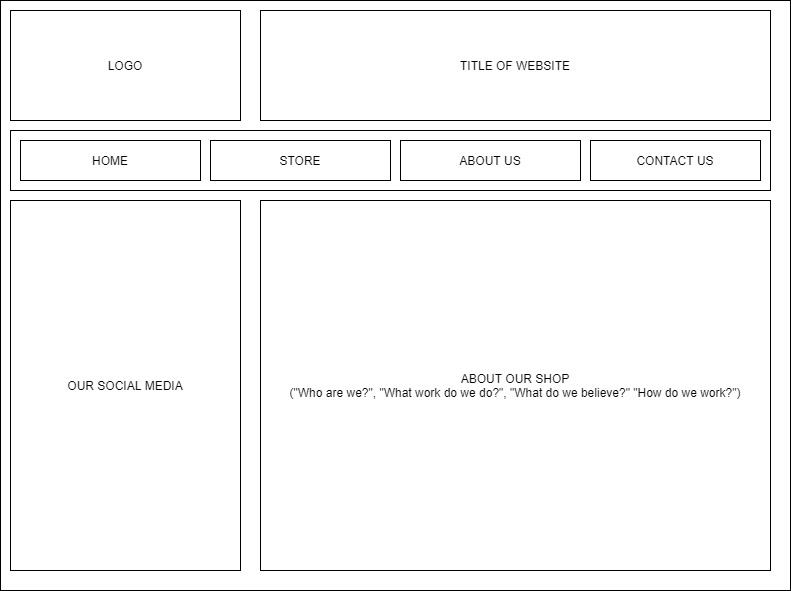 LOGO
TITLE OF WEBSITE
HOME
STORE
ABOUT US
CONTACT US
OUR SOCIAL MEDIA
ABOUT OUR SHOP
("Who are we?", "What work do we do?", "What do we believe?" "How do we work?")